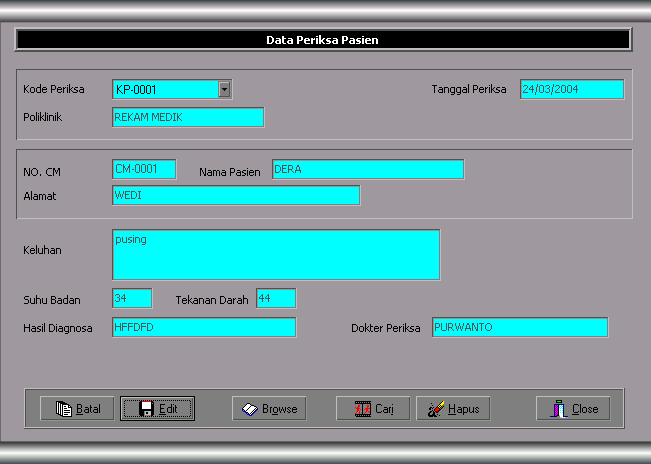 Data Periksa Pasien
Kode Periksa KP-0001 Tanggal Periksa 24/03/2004
Poliklinik REKAM MEDIK
NO. CM CM-0001 Nama Pasien DERA
Alamat WEDI
Keluhan pusing
Suhu Badan 34 Tekanan Darah 44
Hasil Diagnosa HFFDFD Dokter Periksa PURWANTO
Batal Edit Browse Cari Hapus Close